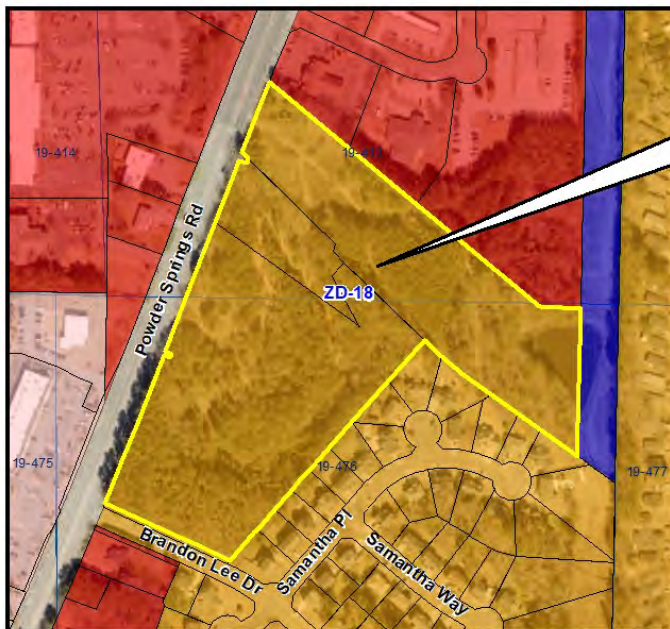 19-414
19-413
Powder Springs Rd
ZD-18
19-475
19-476
19-477
Brandon Lee Dr
Samantha Pl
Samantha Way